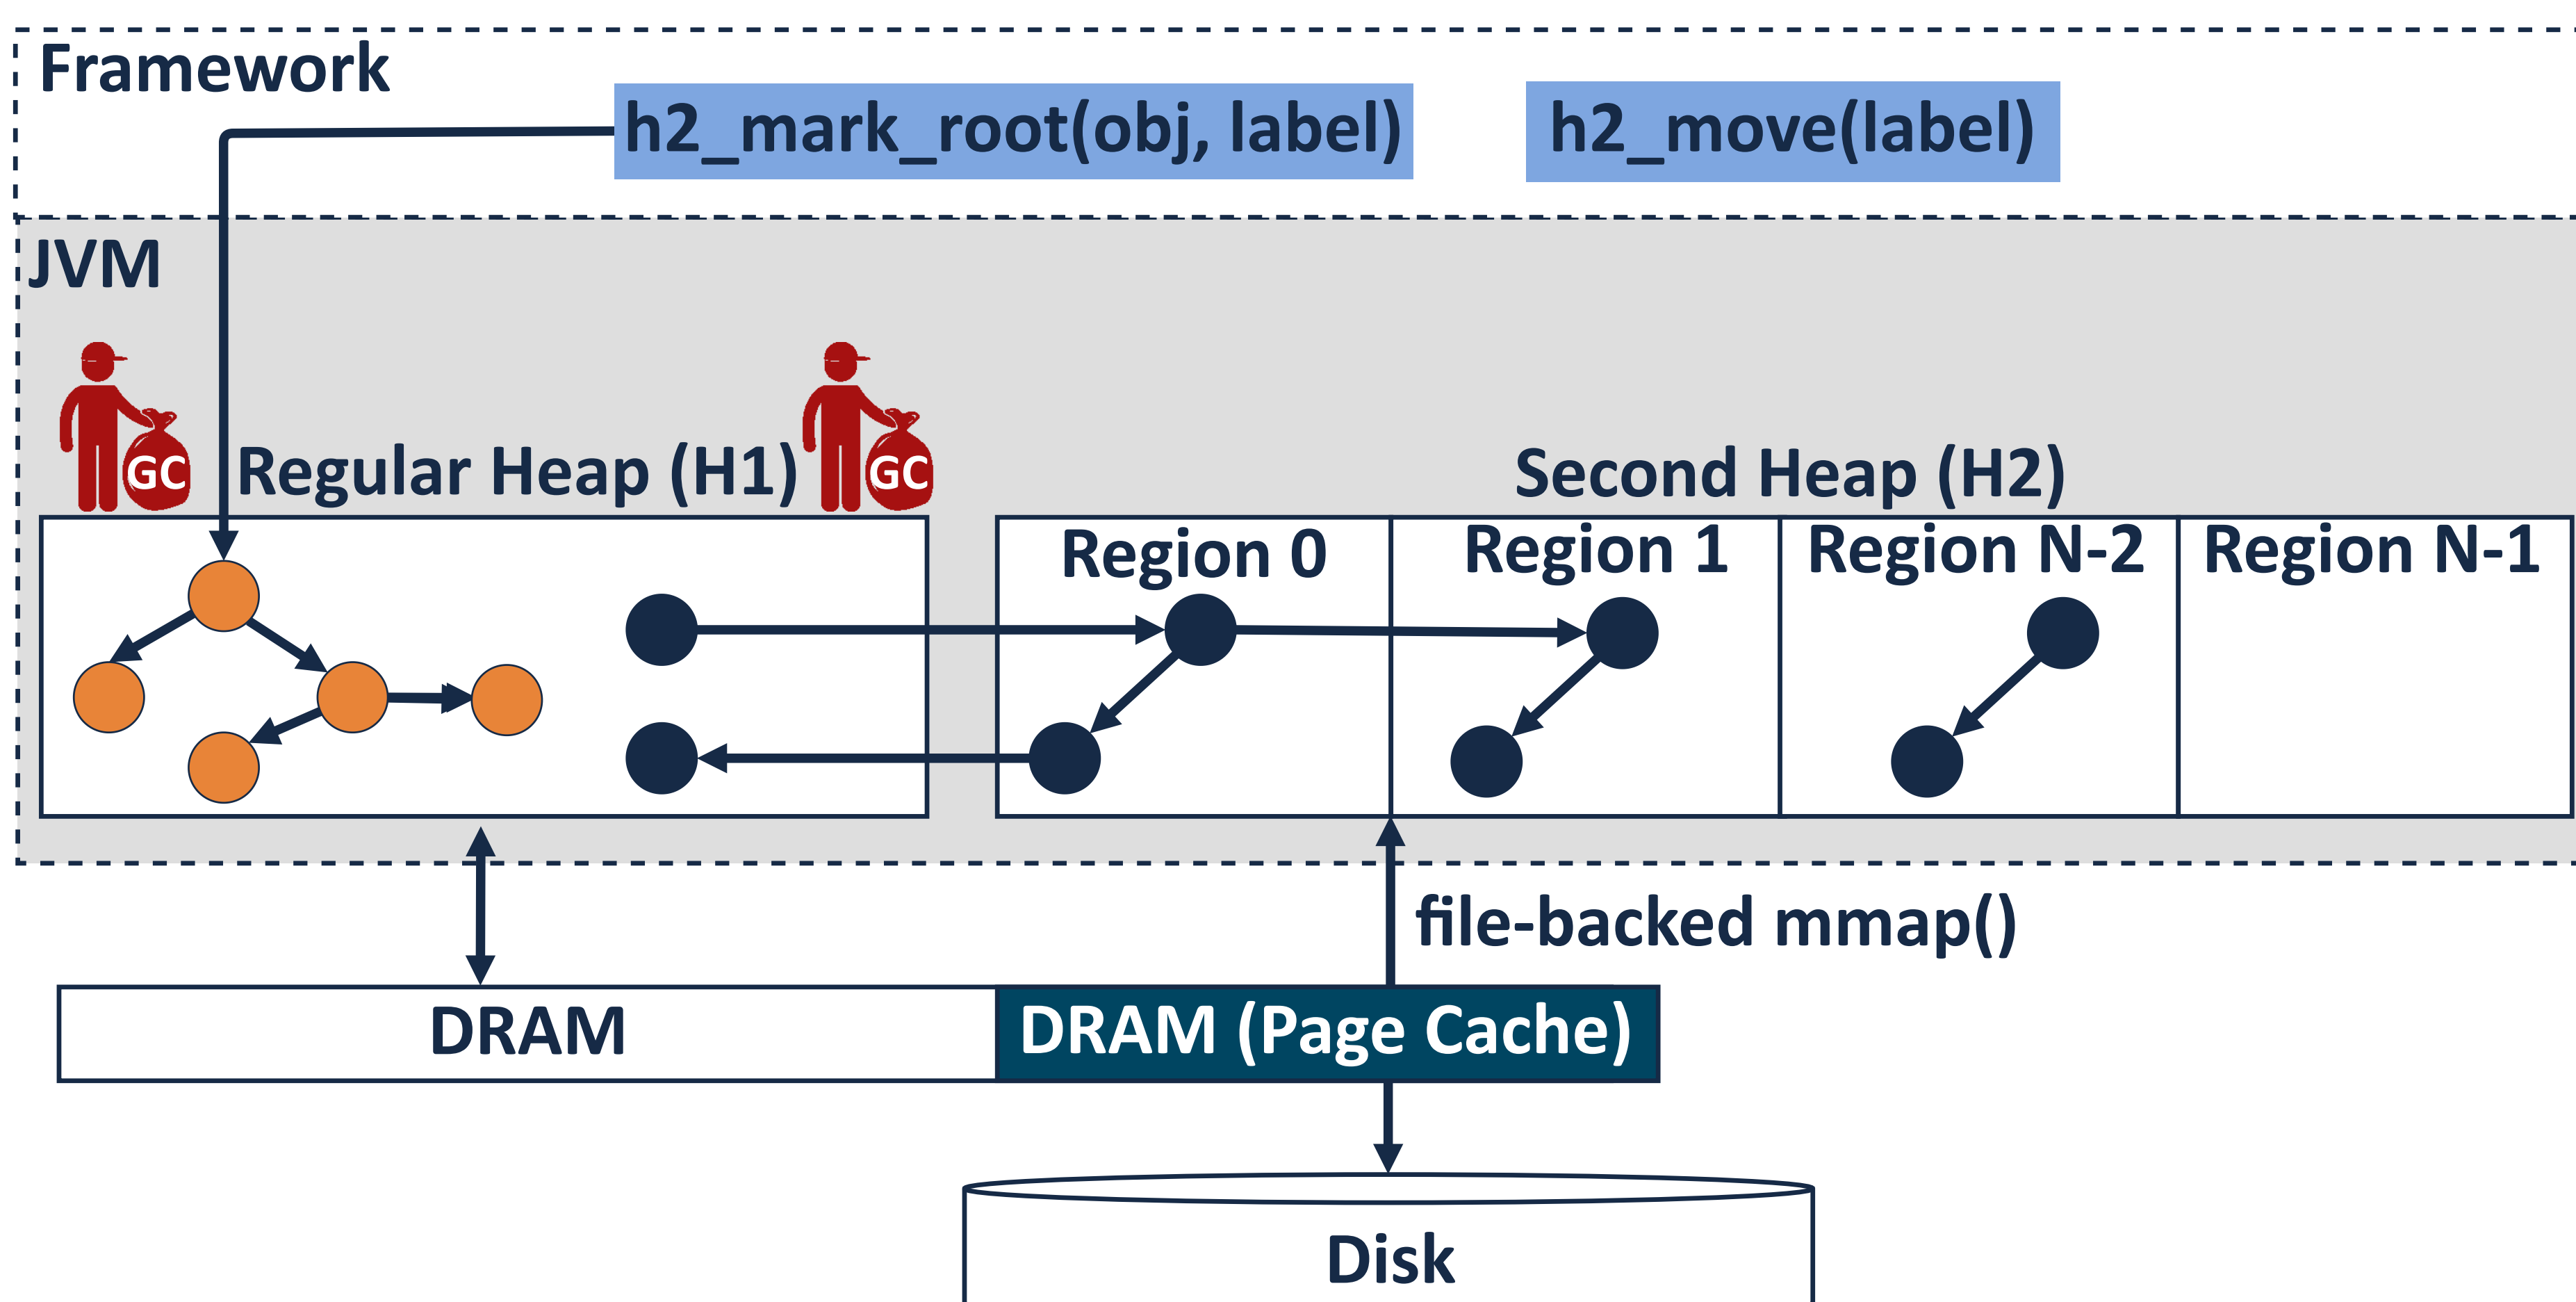 Framework
h2_mark_root(obj, label)
h2_move(label)
JVM
GC
Regular Heap (H1)
GC
Second Heap (H2)
Region 0
Region 1
Region N-2
Region N-1
file-backed mmap()
DRAM
DRAM (Page Cache)
Disk